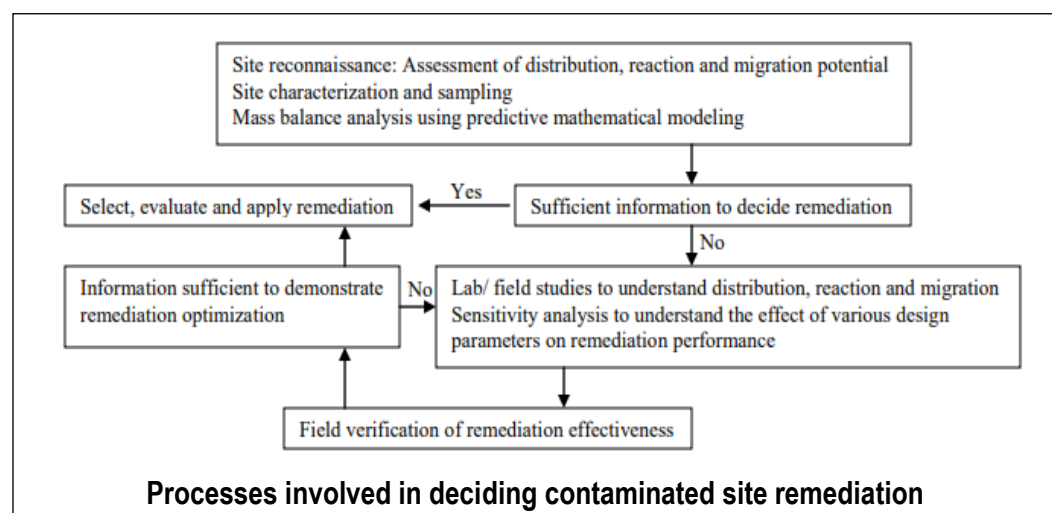 Site reconnaissance: Assessment of distribution, reaction and migration potential
Site characterization and sampling
Mass balance analysis using predictive mathematical modeling
Select, evaluate and apply remediation
Yes
Sufficient information to decide remediation
No
Information sufficient to demonstrate
remediation optimization
No
Lab/ field studies to understand distribution, reaction and migration
Sensitivity analysis to understand the effect of various design
parameters on remediation performance
Field verification of remediation effectiveness
Processes involved in deciding contaminated site remediation